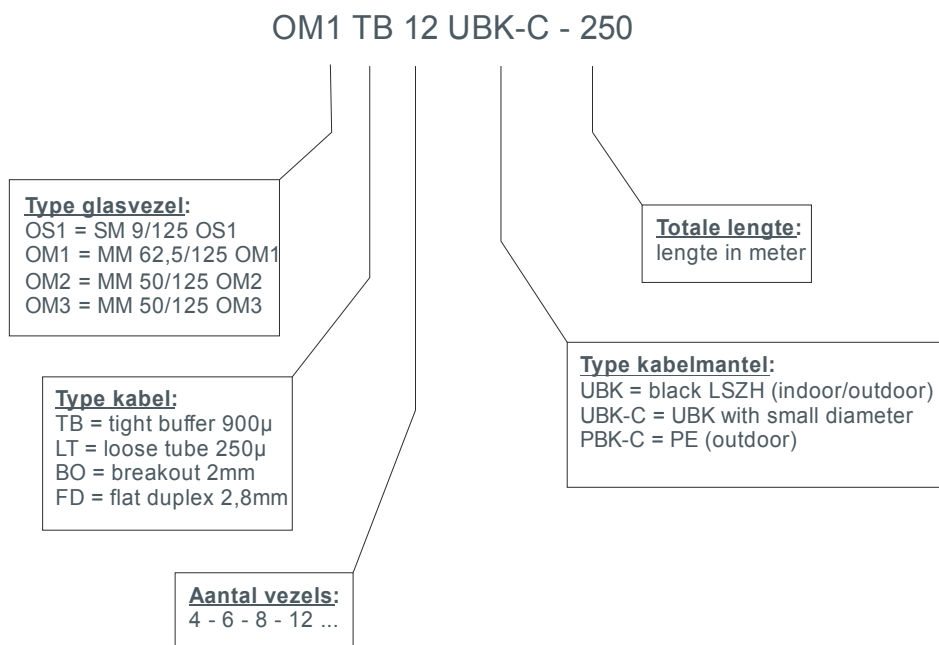 OM1 TB 12 UBK-C - 250
Type glasvezel:
OS1 = SM 9/125 OS1
OM1 = MM 62,5/125 OM1
OM2 = MM 50/125 OM2
OM3 = MM 50/125 OM3
Totale lengte:
lengte in meter
Type kabel:
TB = tight buffer 900µ
LT = loose tube 250µ
BO = breakout 2mm
FD = flat duplex 2,8mm
Type kabelmantel:
UBK = black LSZH (indoor/outdoor)
UBK-C = UBK with small diameter
PBK-C = PE (outdoor)
Aantal vezels:
4 - 6 - 8 - 12 ...